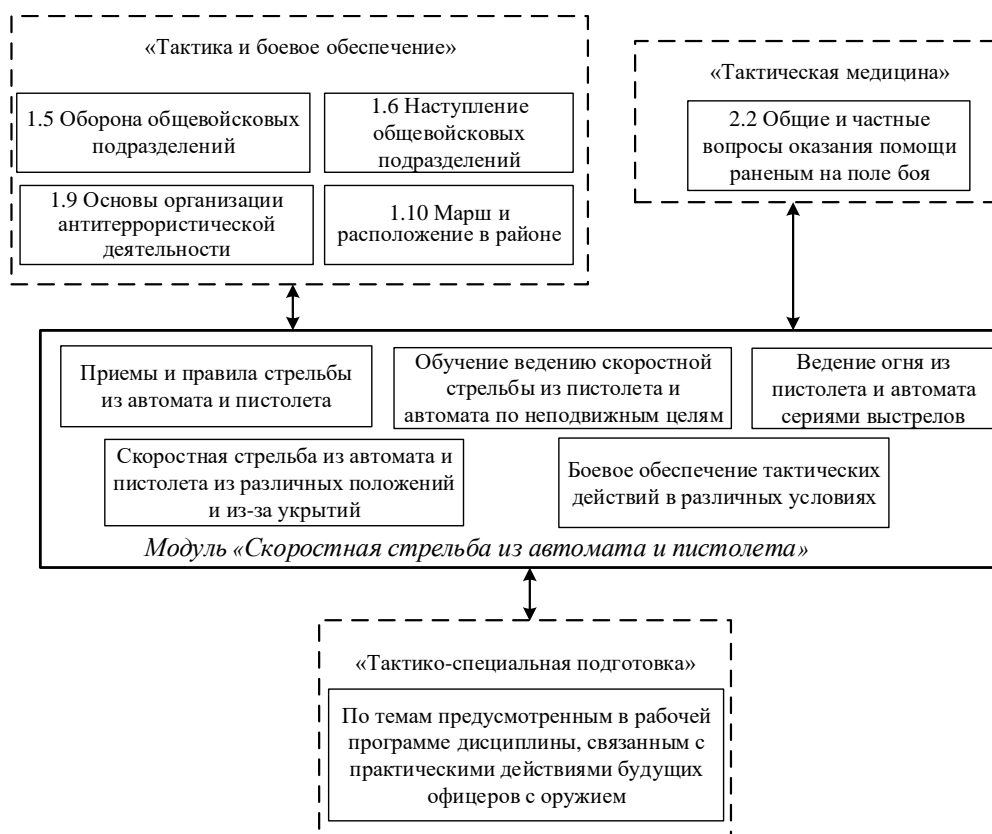 «Тактика и боевое обеспечение»
1.5 Оборона общевойсковых
подразделений
1.6 Наступление
общевойсковых
подразделений
1.9 Основы организации
антитеррористической
деятельности
1.10 Марш и
расположение в районе
«Тактическая медицина»
2.2 Общие и частные
вопросы оказания помощи
раненым на поле боя
Приемы и правила стрельбы
из автомата и пистолета
Обучение ведению скоростной
стрельбы из пистолета и
автомата по неподвижным целям
Ведение огня из
пистолета и автомата
сериями выстрелов
Скоростная стрельба из автомата и
пистолета из различных положений
и из-за укрытий
Боевое обеспечение тактических
действий в различных условиях
Модуль «Скоростная стрельба из автомата и пистолета»
«Тактико-специальная подготовка»
По темам предусмотренным в рабочей
программе дисциплины, связанным с
практическими действиями будущих
офицеров с оружием